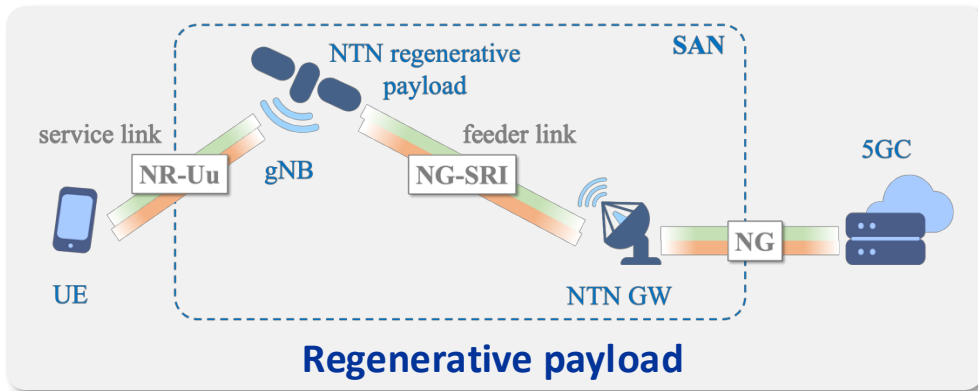 SAN
NTN regenerative
payload
service link
feeder link
5GC
NR-Uu
gNB
NG-SRI
NG
UE
NTN GW
Regenerative payload